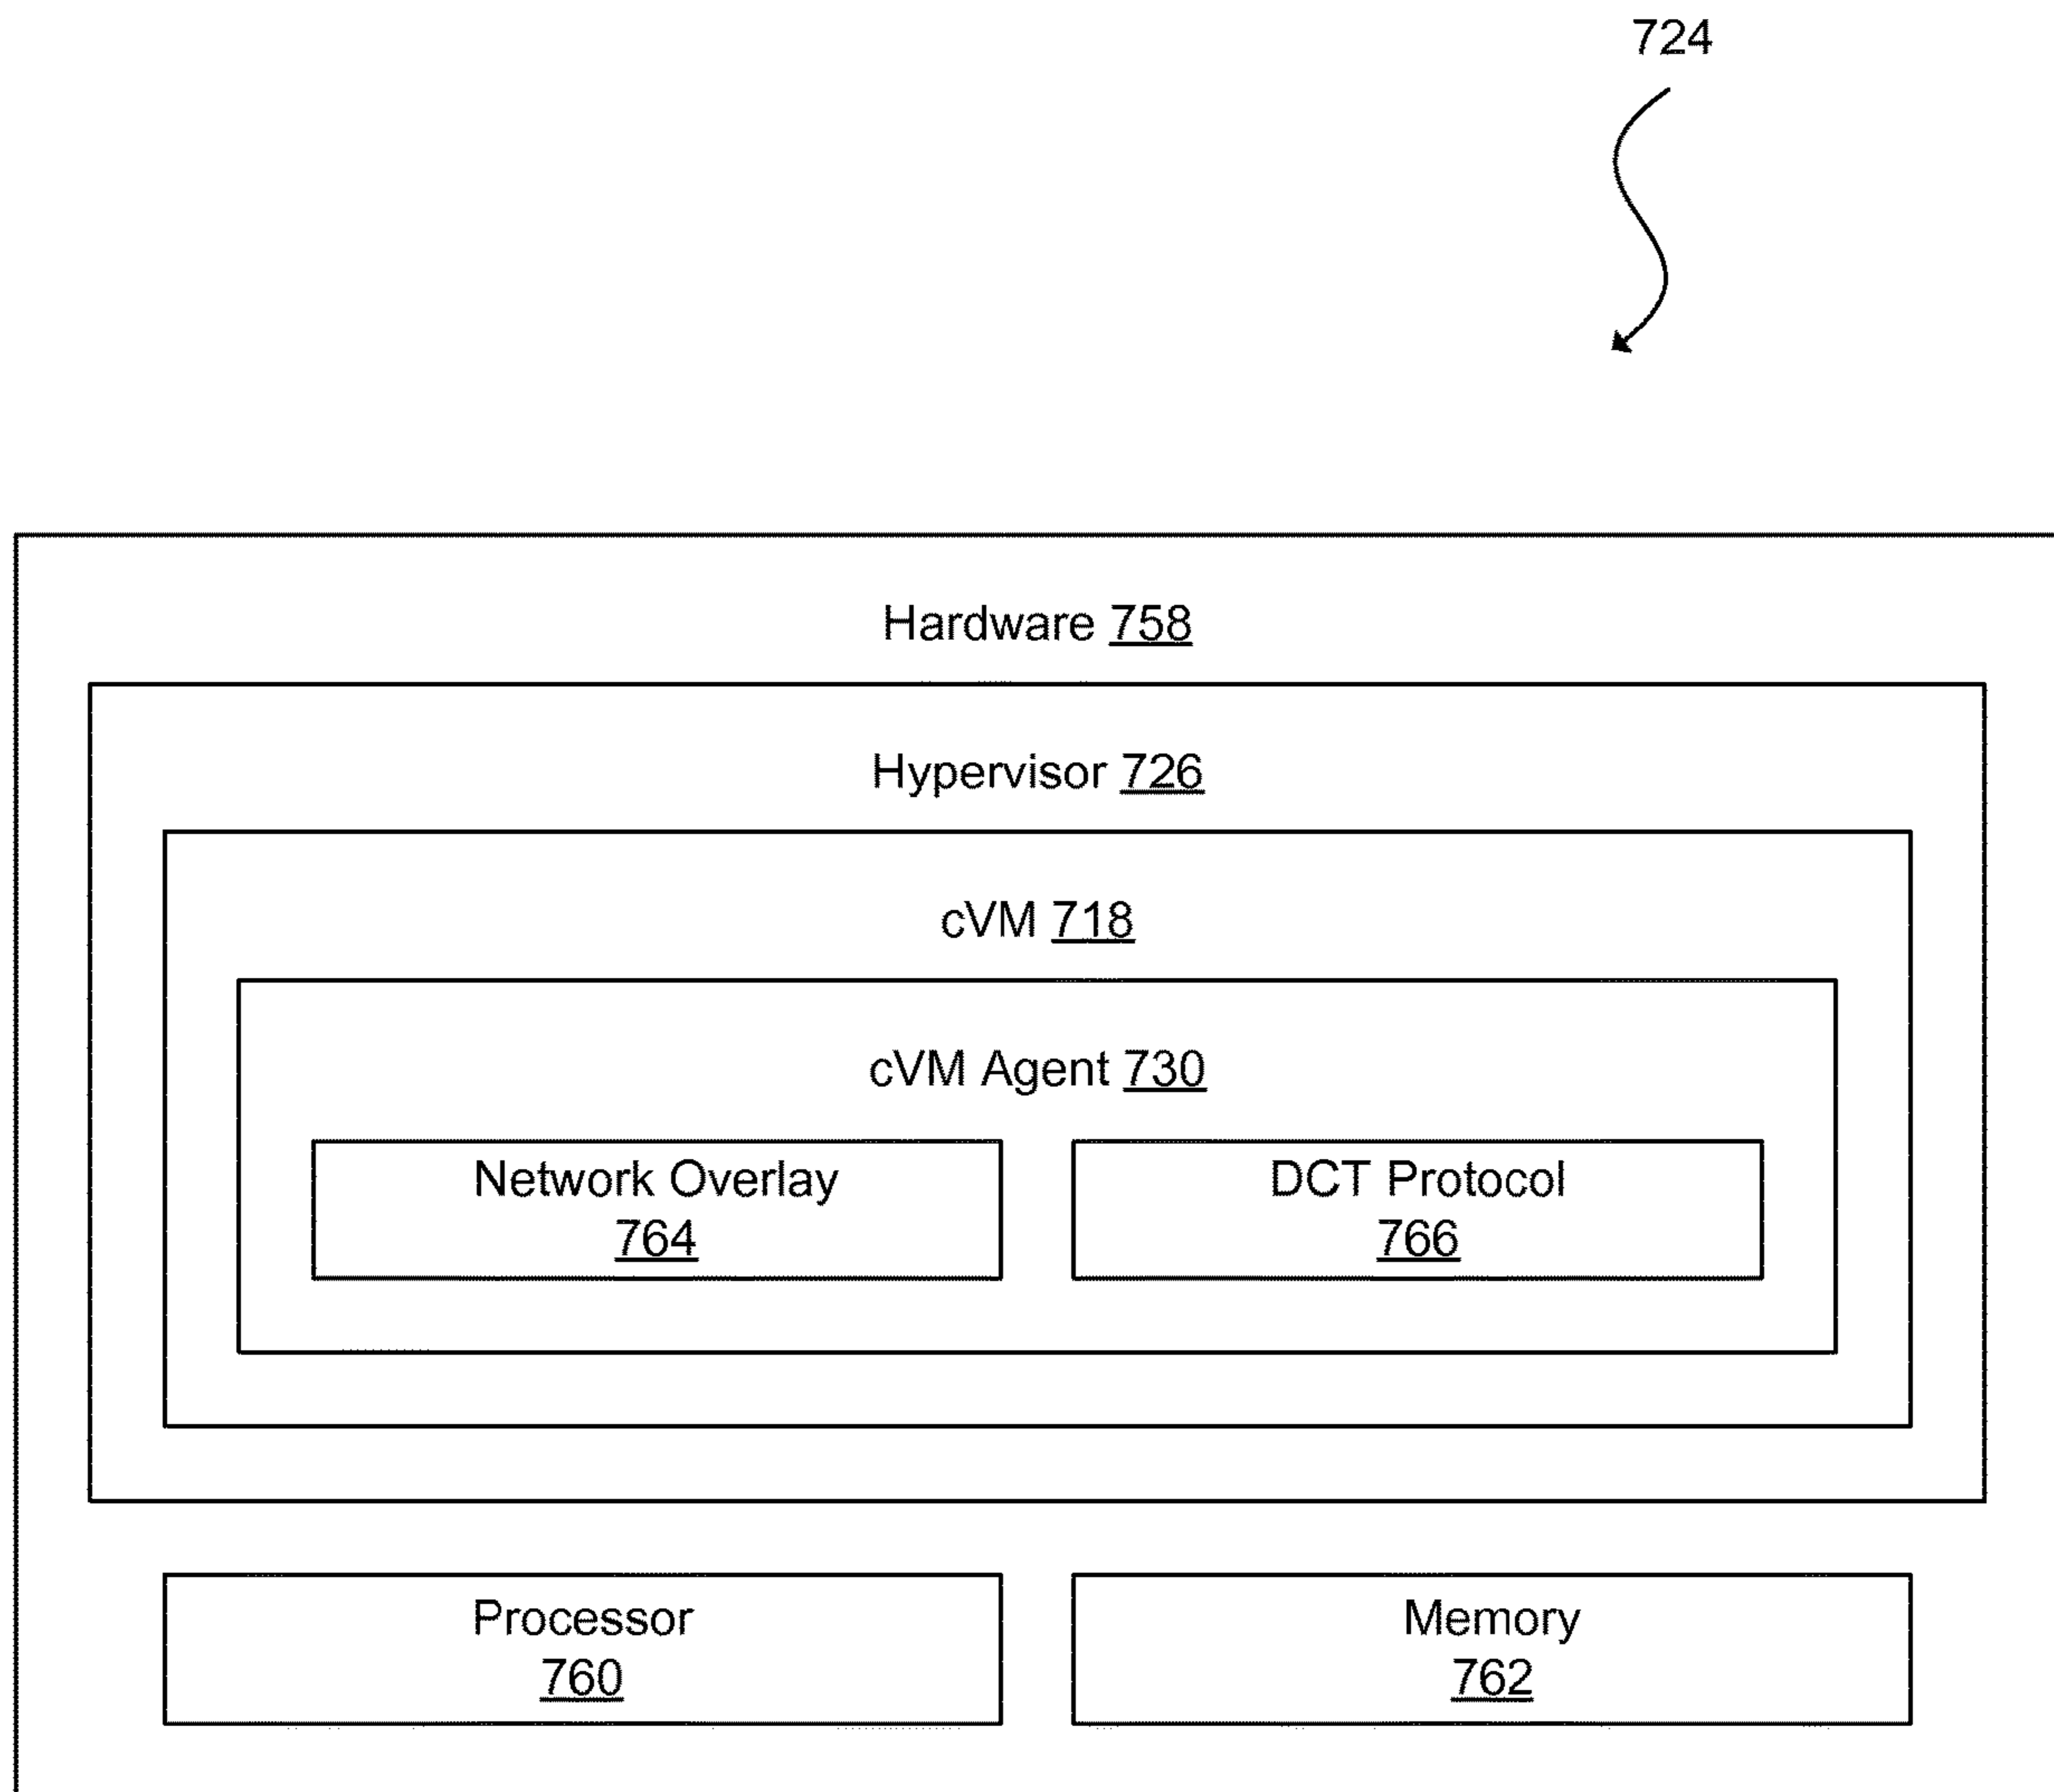 724
Hardware 758
Hypervisor 726
cVM 718
cVM Agent 730
Network Overlay
764
DCT Protocol
766
Processor
760
Memory
762